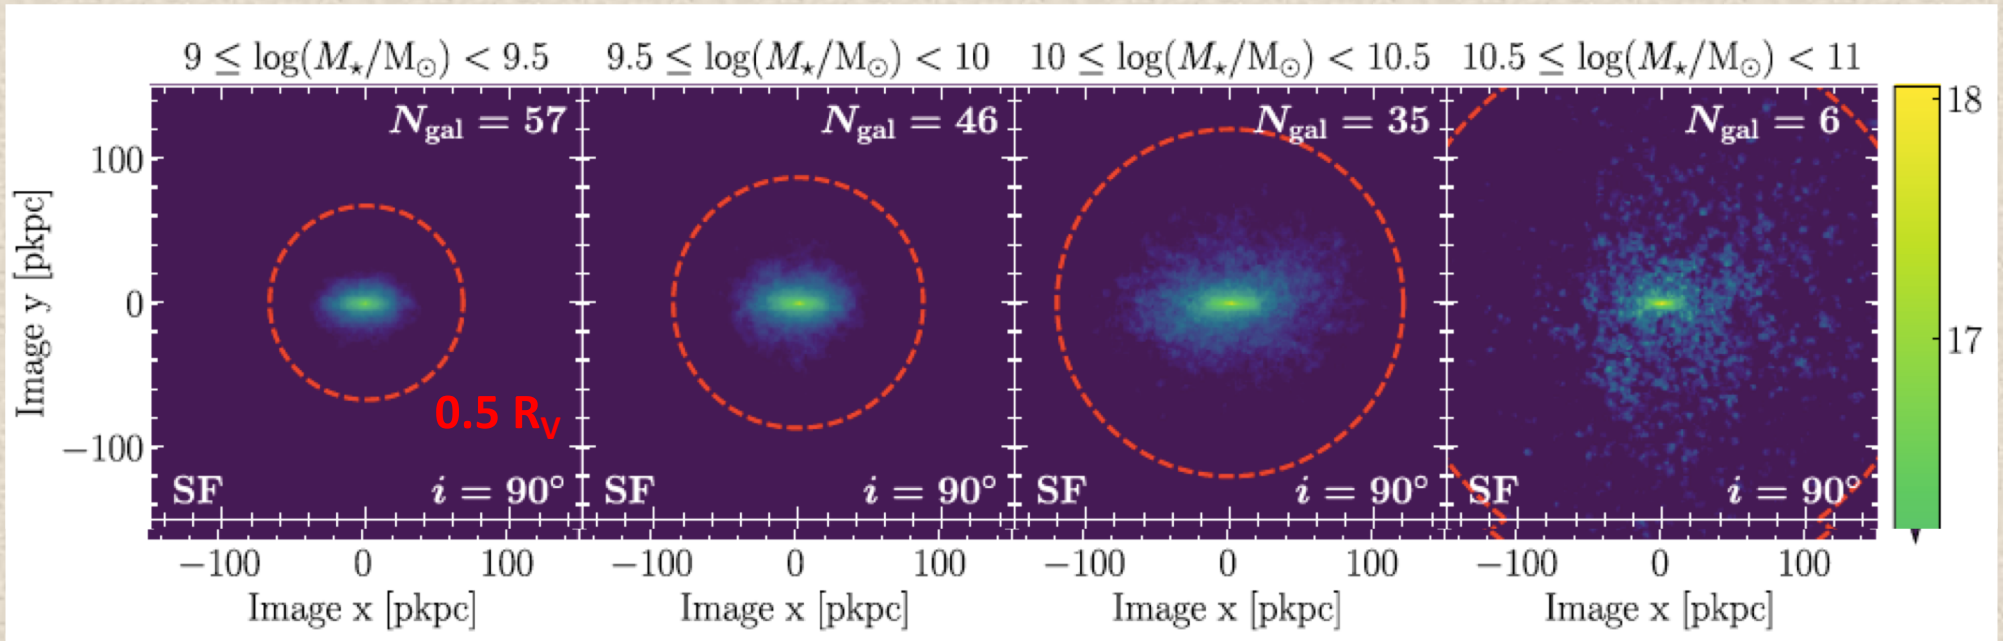 9 ≤ log(M⋆/M⊙) < 9.5
9.5 ≤ log(M⋆/M⊙) < 10
10 ≤ log(M⋆/M⊙) < 10.5
10.5 ≤ log(M⋆/M⊙) < 11
N_gal = 57
N_gal = 46
N_gal = 35
N_gal = 6
18
17
100
0
−100
Image y [pkpc]
0.5 R_V
SF
i = 90°
SF
i = 90°
SF
i = 90°
SF
i = 90°
−100 0 100
−100 0 100
−100 0 100
−100 0 100
Image x [pkpc]
Image x [pkpc]
Image x [pkpc]
Image x [pkpc]